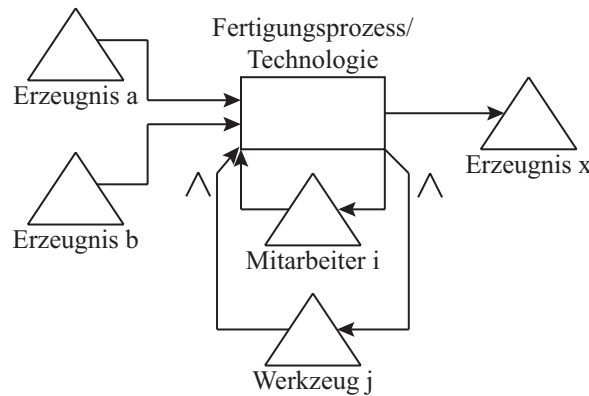 Fertigungsprozess/
Technologie
Erzeugnis a
Erzeugnis x
Erzeugnis b
Mitarbeiter i
Werkzeug j